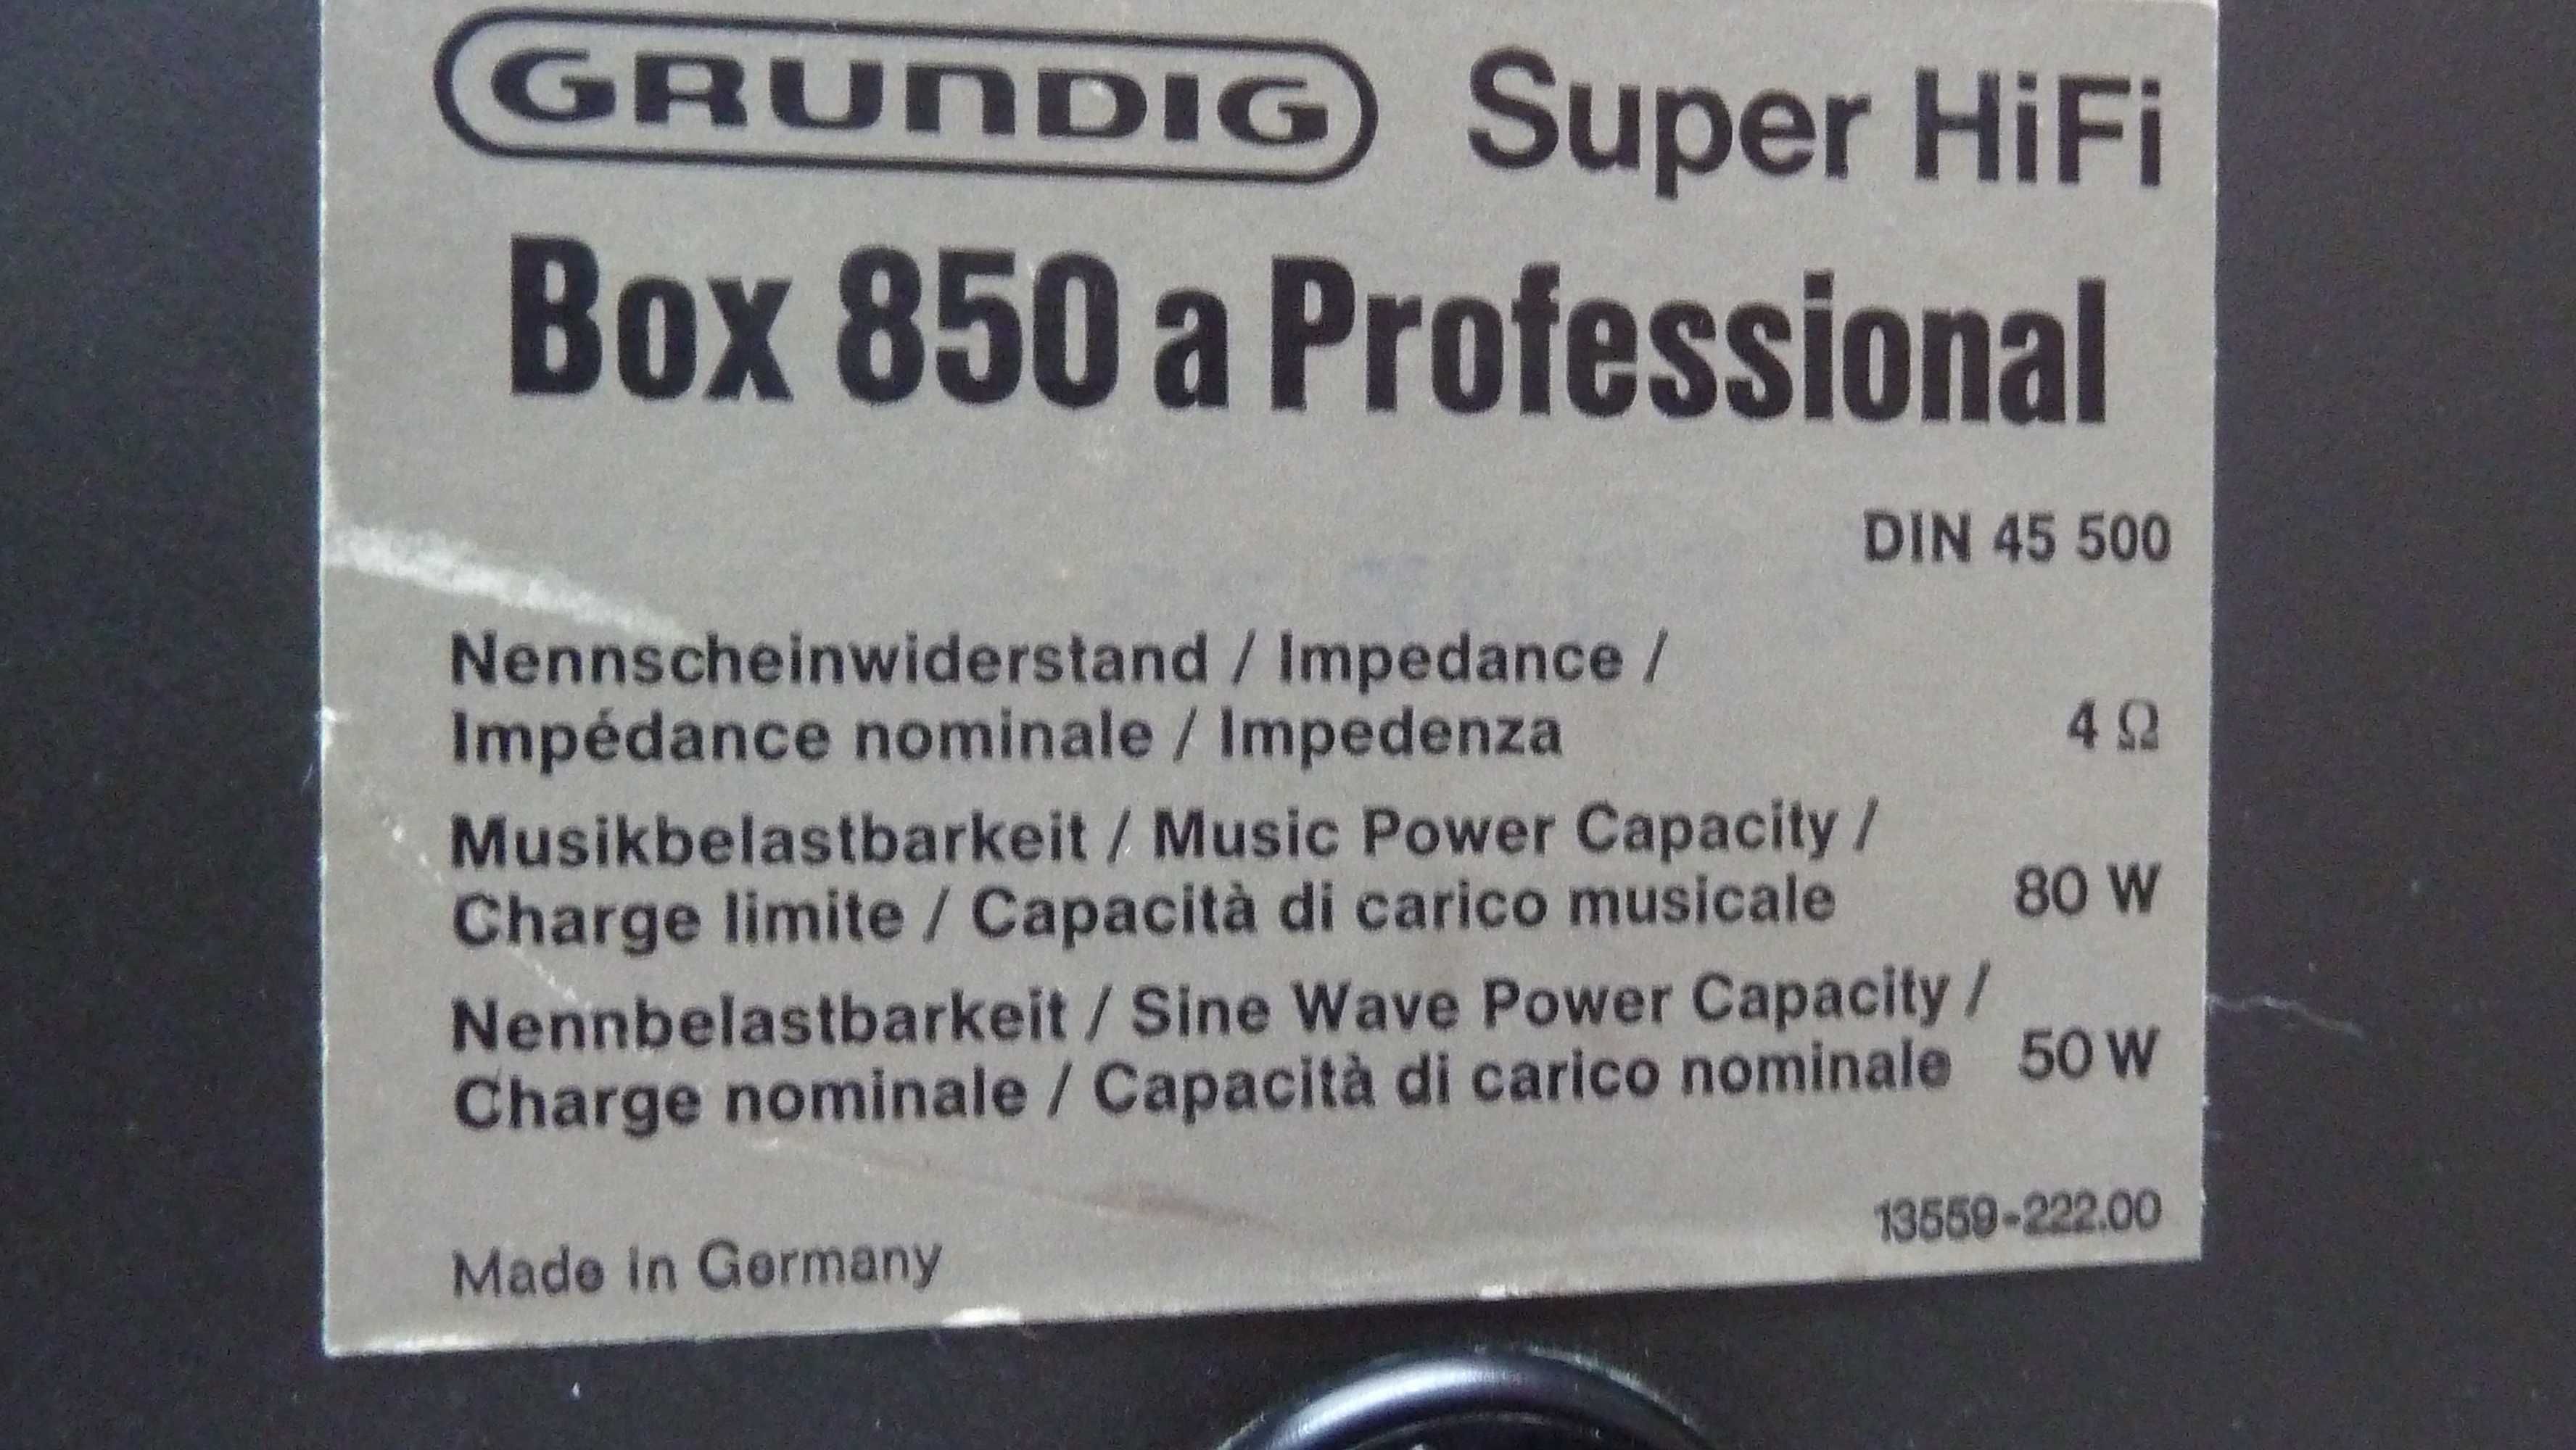 GRUNDIG Super HiFi
Box 850 a Professional
DIN 45 500
Nennscheinwiderstand / Impedance /
Impédance nominale / Impedenza 4 Ω
Musikbelastbarkeit / Music Power Capacity /
Charge limite / Capacità di carico musicale 80 W
Nennbelastbarkeit / Sine Wave Power Capacity /
Charge nominale / Capacità di carico nominale 50 W
13559-222.00
Made in Germany